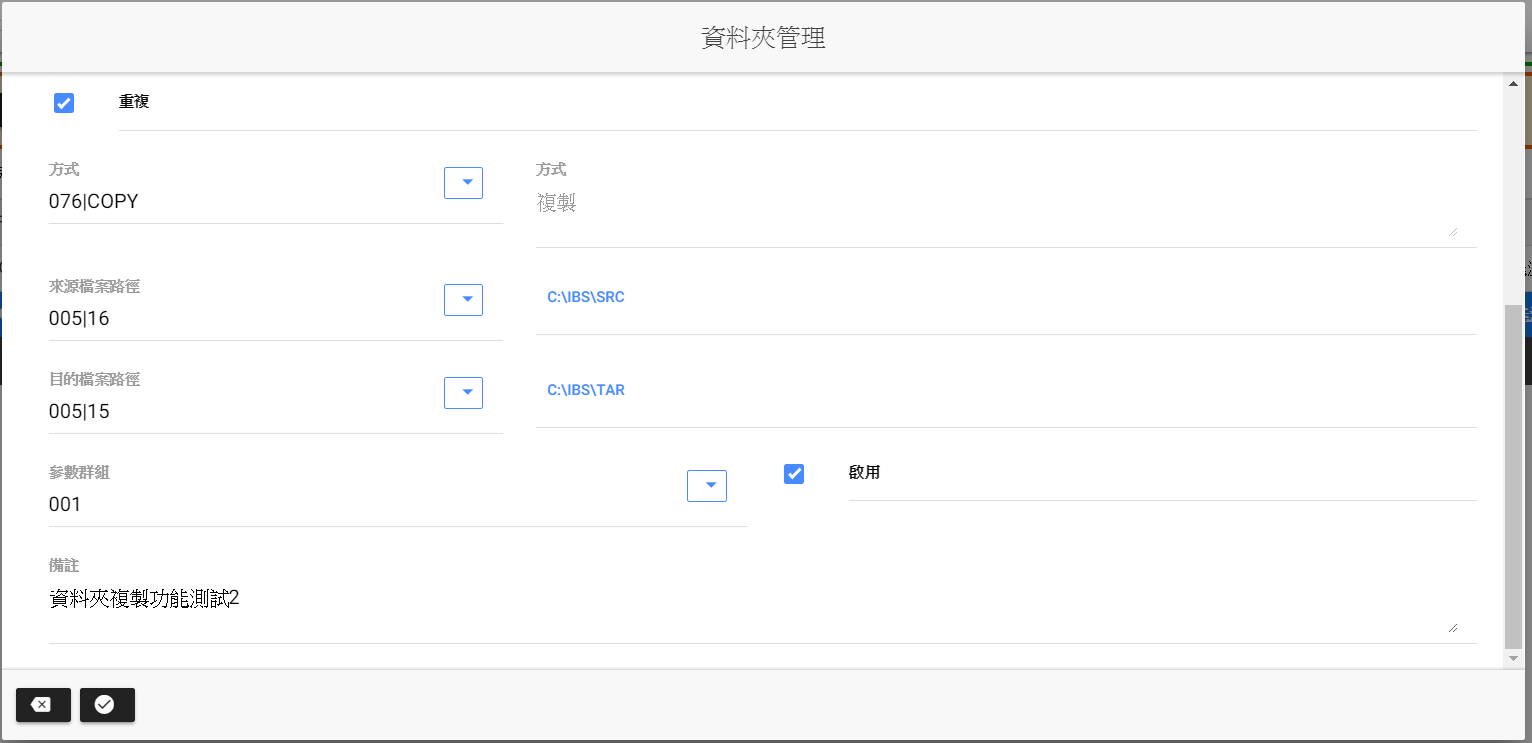 資料夾管理
重複
方式
076|COPY
方式
複製
來源檔案路徑
005|16
C:\IBS\SRC
目的檔案路徑
005|15
C:\IBS\TAR
參數群組
001
啟用
備註
資料夾複製功能測試2